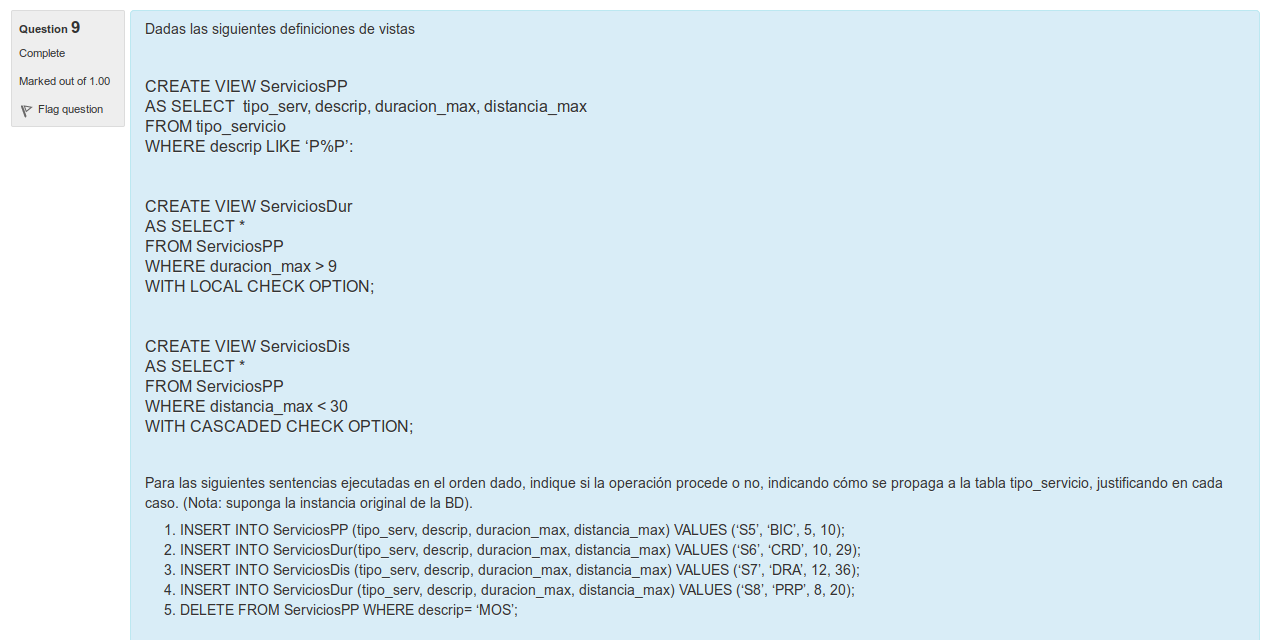 Question 9
Complete
Marked out of 1.00
Flag question
Dadas las siguientes definiciones de vistas
CREATE VIEW ServiciosPP
AS SELECT  tipo_serv, descrip, duracion_max, distancia_max
FROM tipo_servicio
WHERE descrip LIKE ‘P%P’:
CREATE VIEW ServiciosDur
AS SELECT *
FROM ServiciosPP
WHERE duracion_max > 9
WITH LOCAL CHECK OPTION;
CREATE VIEW ServiciosDis
AS SELECT *
FROM ServiciosPP
WHERE distancia_max < 30
WITH CASCADED CHECK OPTION;
Para las siguientes sentencias ejecutadas en el orden dado, indique si la operación procede o no, indicando cómo se propaga a la tabla tipo_servicio, justificando en cada
caso. (Nota: suponga la instancia original de la BD).
1. INSERT INTO ServiciosPP (tipo_serv, descrip, duracion_max, distancia_max) VALUES (‘S5’, ‘BIC’, 5, 10);
2. INSERT INTO ServiciosDur(tipo_serv, descrip, duracion_max, distancia_max) VALUES (‘S6’, ‘CRD’, 10, 29);
3. INSERT INTO ServiciosDis (tipo_serv, descrip, duracion_max, distancia_max) VALUES (‘S7’, ‘DRA’, 12, 36);
4. INSERT INTO ServiciosDur (tipo_serv, descrip, duracion_max, distancia_max) VALUES (‘S8’, ‘PRP’, 8, 20);
5. DELETE FROM ServiciosPP WHERE descrip= ‘MOS’;